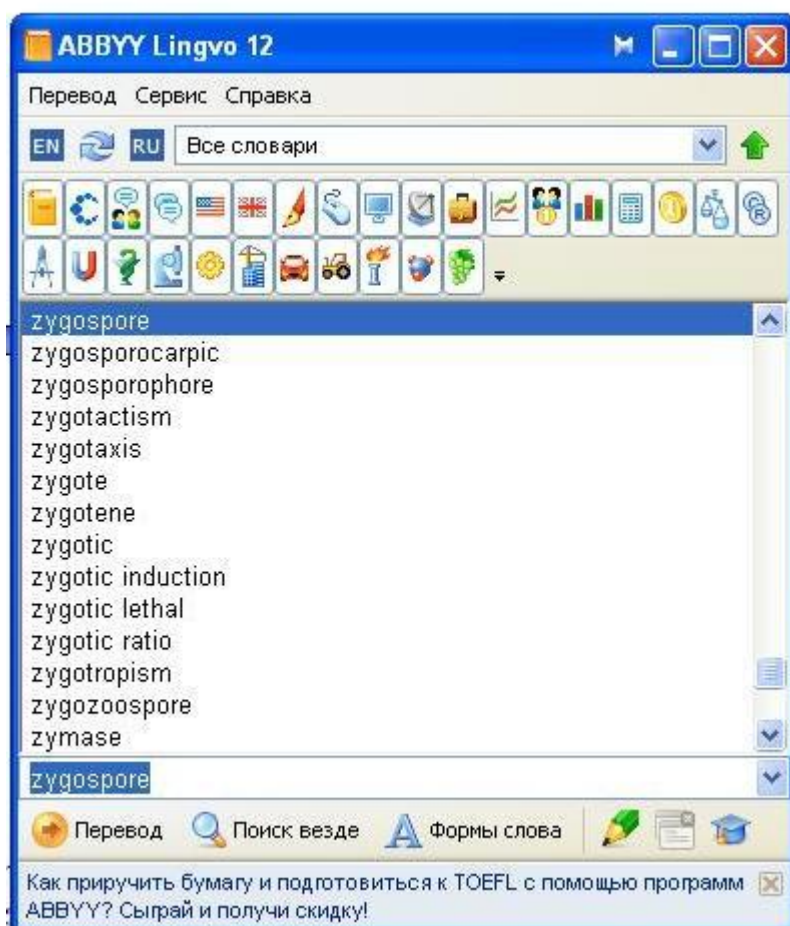 ABBYY Lingvo 12
Перевод Сервис Справка
EN RU Все словари
zygospore
zygosporocarpic
zygosporophore
zygotactism
zygotaxis
zygote
zygotene
zygotic
zygotic induction
zygotic lethal
zygotic ratio
zygotropism
zygozoospore
zymase
zygospore
Перевод Поиск везде Формы слова
Как приручить бумагу и подготовиться к TOEFL с помощью программ
ABBYY? Сыграй и получи скидку!